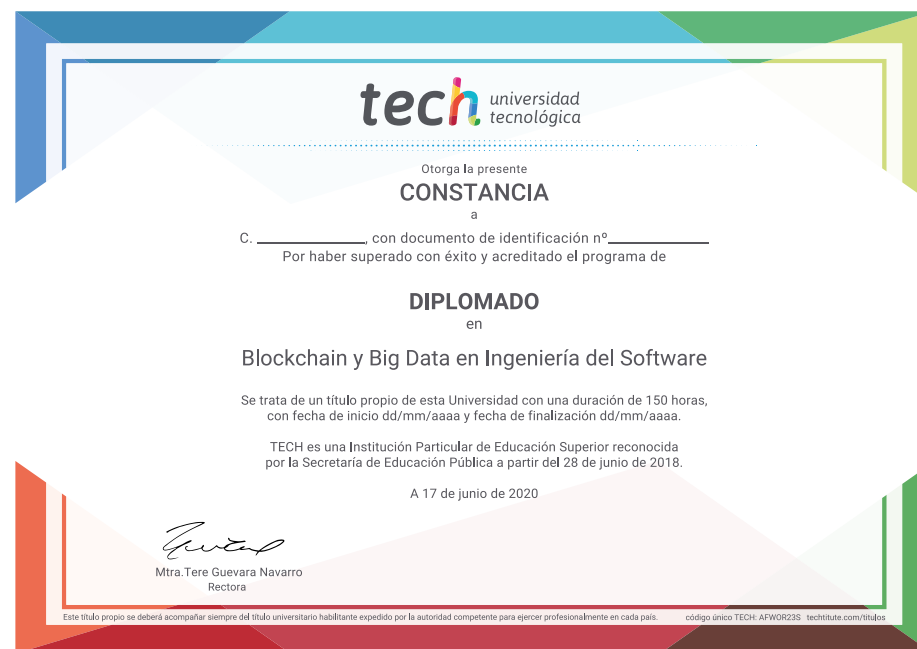 tech universidad
tecnológica
Otorga la presente
CONSTANCIA
a
C. ____________, con documento de identificación nº___________
Por haber superado con éxito y acreditado el programa de
DIPLOMADO
en
Blockchain y Big Data en Ingeniería del Software
Se trata de un título propio de esta Universidad con una duración de 150 horas,
con fecha de inicio dd/mm/aaaa y fecha de finalización dd/mm/aaaa.
TECH es una Institución Particular de Educación Superior reconocida
por la Secretaría de Educación Pública a partir del 28 de junio de 2018.
A 17 de junio de 2020
Mtra.Tere Guevara Navarro
Rectora
Este título propio se deberá acompañar siempre del título universitario habilitante expedido por la autoridad competente para ejercer profesionalmente en cada país. código único TECH: AFWOR23S techtitute.com/titulos